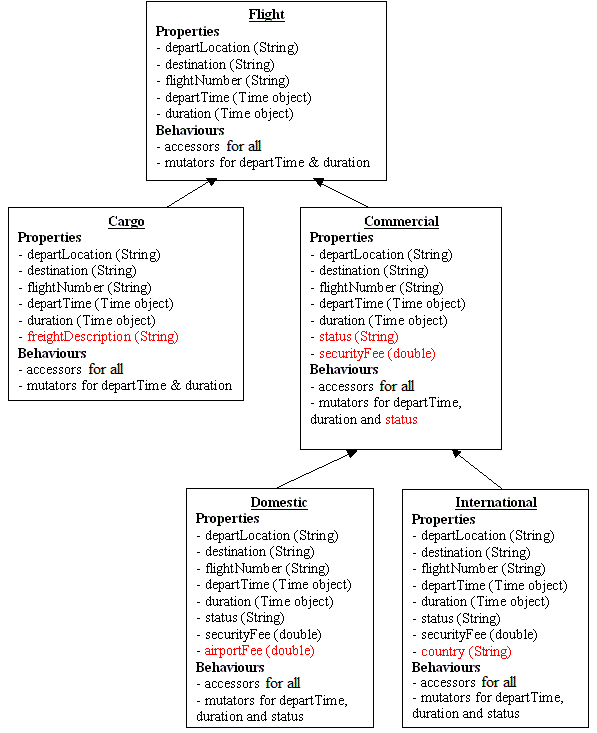 Flight
Properties
- departLocation (String)
- destination (String)
- flightNumber (String)
- departTime (Time object)
- duration (Time object)
Behaviours
- accessors for all
- mutators for departTime & duration
Cargo
Properties
- departLocation (String)
- destination (String)
- flightNumber (String)
- departTime (Time object)
- duration (Time object)
- freightDescription (String)
Behaviours
- accessors for all
- mutators for departTime & duration
Commercial
Properties
- departLocation (String)
- destination (String)
- flightNumber (String)
- departTime (Time object)
- duration (Time object)
- status (String)
- securityFee (double)
Behaviours
- accessors for all
- mutators for departTime,
duration and status
Domestic
Properties
- departLocation (String)
- destination (String)
- flightNumber (String)
- departTime (Time object)
- duration (Time object)
- status (String)
- securityFee (double)
- airportFee (double)
Behaviours
- accessors for all
- mutators for departTime,
duration and status
International
Properties
- departLocation (String)
- destination (String)
- flightNumber (String)
- departTime (Time object)
- duration (Time object)
- status (String)
- securityFee (double)
- country (String)
Behaviours
- accessors for all
- mutators for departTime,
duration and status